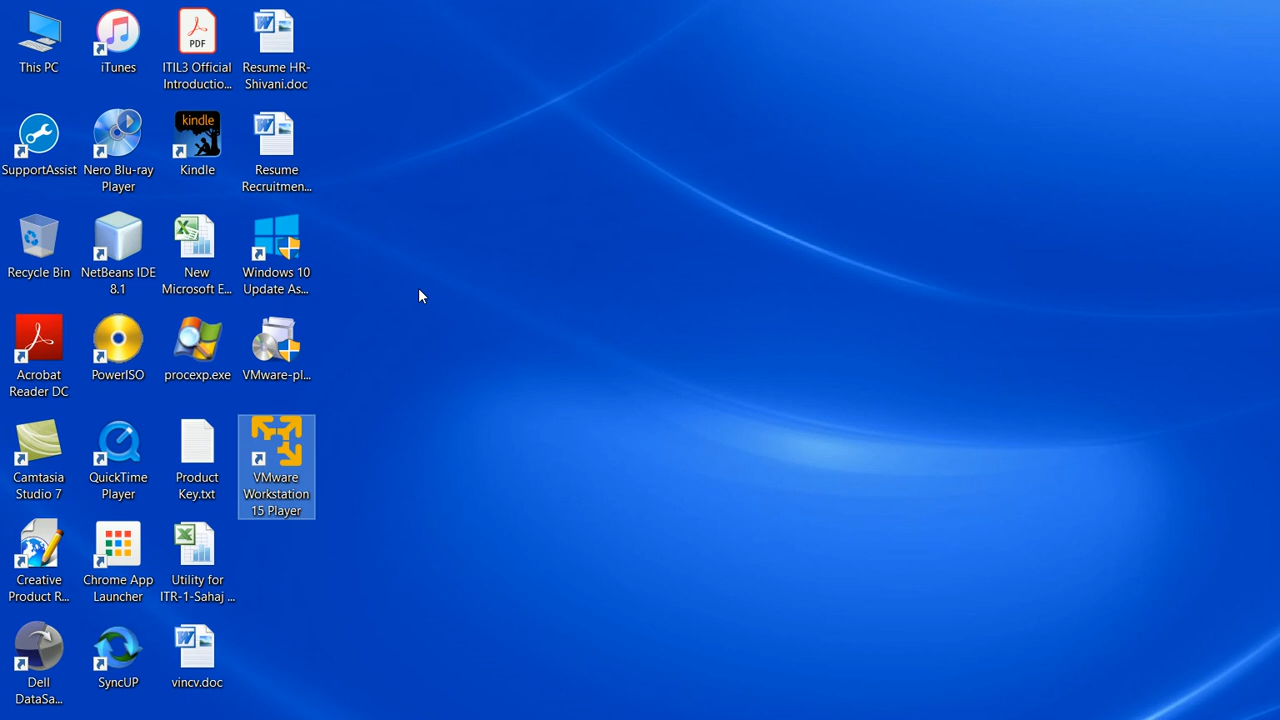 This PC
iTunes
PDF
ITIL3 Official
Introductio...
Resume HR-
Shivani.doc
SupportAssist
Nero Blu-ray
Player
kindle
Kindle
Resume
Recruitmen...
Recycle Bin
NetBeans IDE
8.1
New
Microsoft E...
Windows 10
Update As...
Acrobat
Reader DC
PowerISO
procexp.exe
VMware-pl...
Camtasia
Studio 7
QuickTime
Player
Product
Key.txt
VMware
Workstation
15 Player
Creative
Product R...
Chrome App
Launcher
Utility for
ITR-1-Sahaj ...
Dell
DataSa...
SyncUP
vincv.doc